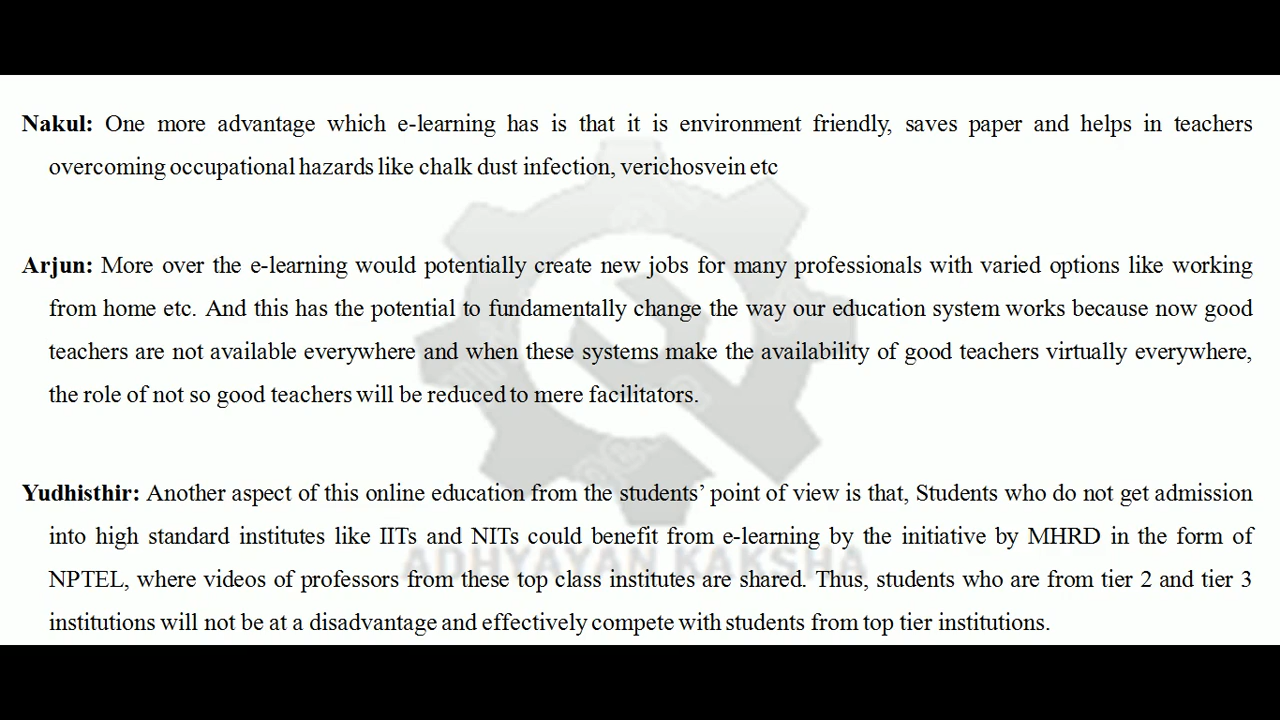 Nakul: One more advantage which e-learning has is that it is environment friendly, saves paper and helps in teachers
overcoming occupational hazards like chalk dust infection, verichosvein etc
Arjun: More over the e-learning would potentially create new jobs for many professionals with varied options like working
from home etc. And this has the potential to fundamentally change the way our education system works because now good
teachers are not available everywhere and when these systems make the availability of good teachers virtually everywhere,
the role of not so good teachers will be reduced to mere facilitators.
Yudhisthir: Another aspect of this online education from the students’ point of view is that, Students who do not get admission
into high standard institutes like IITs and NITs could benefit from e-learning by the initiative by MHRD in the form of
ADHYAYAN KAKSHA
NPTEL, where videos of professors from these top class institutes are shared. Thus, students who are from tier 2 and tier 3
institutions will not be at a disadvantage and effectively compete with students from top tier institutions.